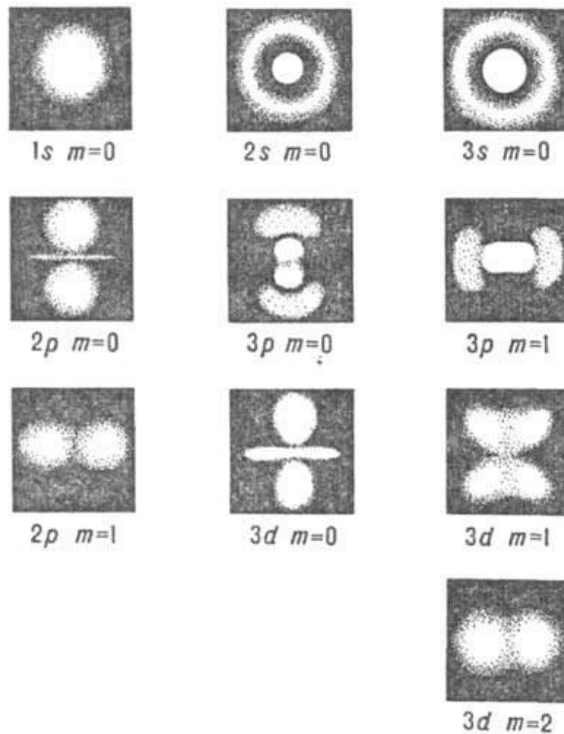 1s m=0
2s m=0
3s m=0
2p m=0
3p m=0
3p m=1
2p m=1
3d m=0
3d m=1
3d m=2